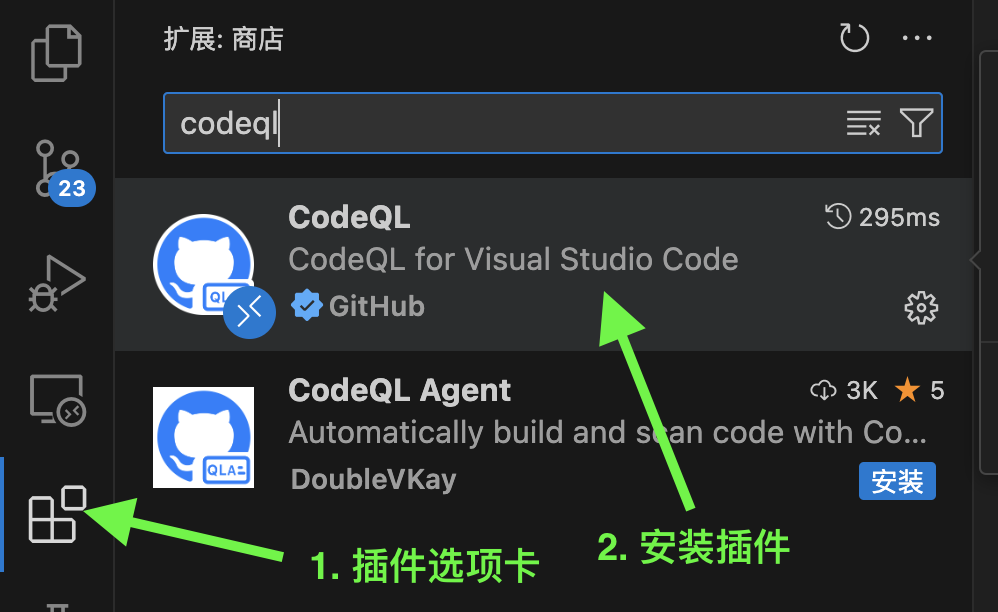 扩展: 商店
codeql
23
CodeQL
295ms
CodeQL for Visual Studio Code
QL
GitHub
CodeQL Agent
3K
5
Automatically build and scan code with Co...
QLA
DoubleVKay
安装
1. 插件选项卡
2. 安装插件